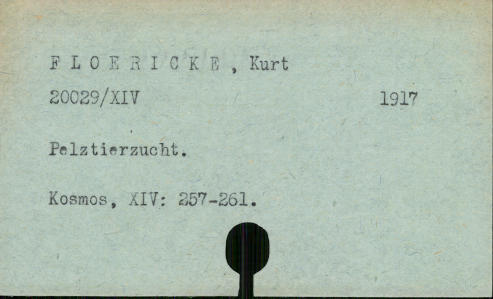 F L O E R I C K E , Kurt
20029/XIV 1917
Pelztierzucht.
Kosmos, XIV: 257-261.